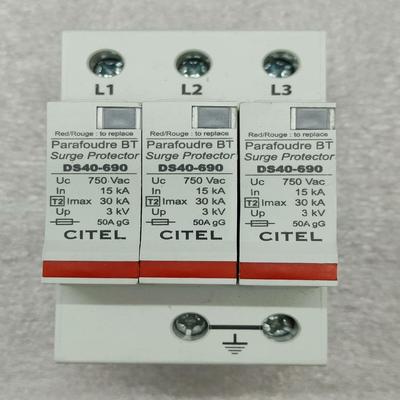 L1 L2 L3
Red/Rouge : to replace
Parafoudre BT
Surge Protector
DS40-690
Uc 750 Vac
In 15 kA
T2 Imax 30 kA
Up 3 kV
50A gG
CITEL
Red/Rouge : to replace
Parafoudre BT
Surge Protector
DS40-690
Uc 750 Vac
In 15 kA
T2 Imax 30 kA
Up 3 kV
50A gG
CITEL
Red/Rouge : to replace
Parafoudre BT
Surge Protector
DS40-690
Uc 750 Vac
In 15 kA
T2 Imax 30 kA
Up 3 kV
50A gG
CITEL